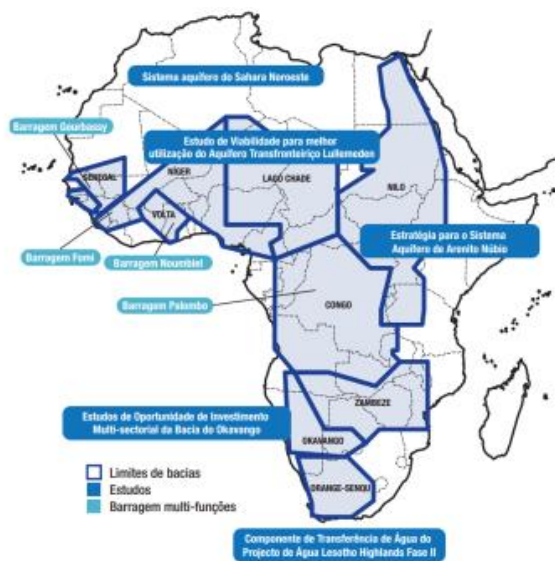 Sistema aquífero do Sahara Noroeste
Barragem Gourbassy
Estudo de Viabilidade para melhor
utilização do Aquífero Transfronteiriço Lullemeden
SENEGAL
NÍGER
LAGO CHADE
NILO
VOLTA
Estratégia para o Sistema
Aquífero de Arenito Núbio
Barragem Fomi
Barragem Noumbiel
Barragem Palambo
CONGO
ZAMBEZE
Estudos de Oportunidade de Investimento
Multi-sectorial da Bacia do Okavango
OKAVANGO
Limites de bacias
Estudos
Barragem multi-funções
ORANGE-SENQU
Componente de Transferência de Água do
Projecto de Água Lesotho Highlands Fase II